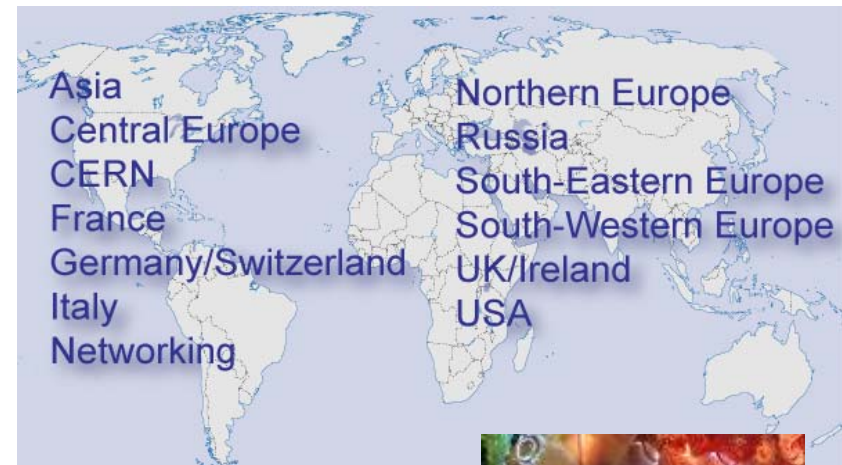 Asia
Central Europe
CERN
France
Germany/Switzerland
Italy
Networking
Northern Europe
Russia
South-Eastern Europe
South-Western Europe
UK/Ireland
USA